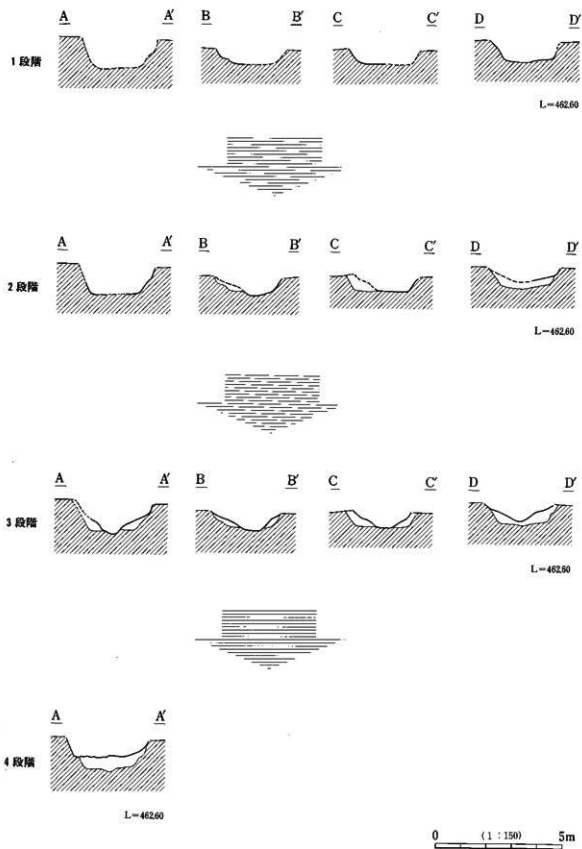 A A′ B B′ C C′ D D′
1段階
L=462.60
A A′ B B′ C C′ D D′
2段階
L=462.60
A A′ B B′ C C′ D D′
3段階
L=462.60
A A′
4段階
L=462.60
0 (1:150) 5m